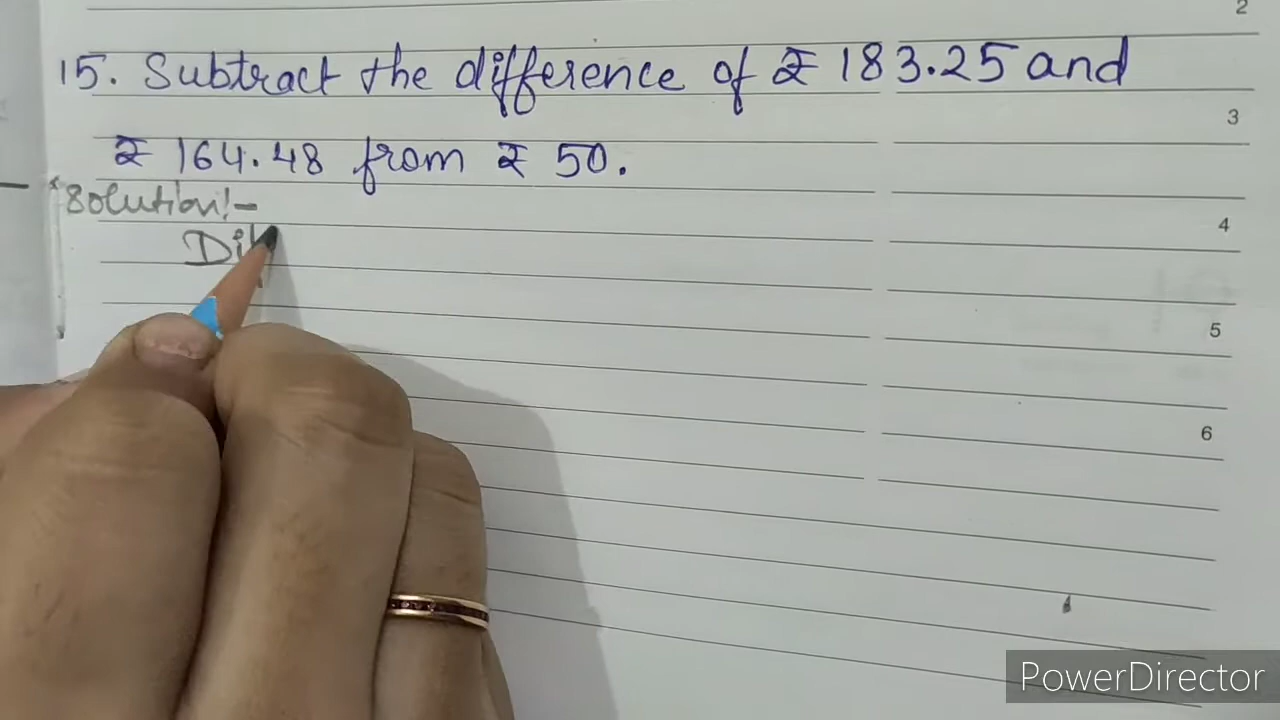 2
15. Subtract the difference of ₹ 183.25 and
3
₹ 164.48 from ₹ 50.
Solution:-
4
5
6
PowerDirector